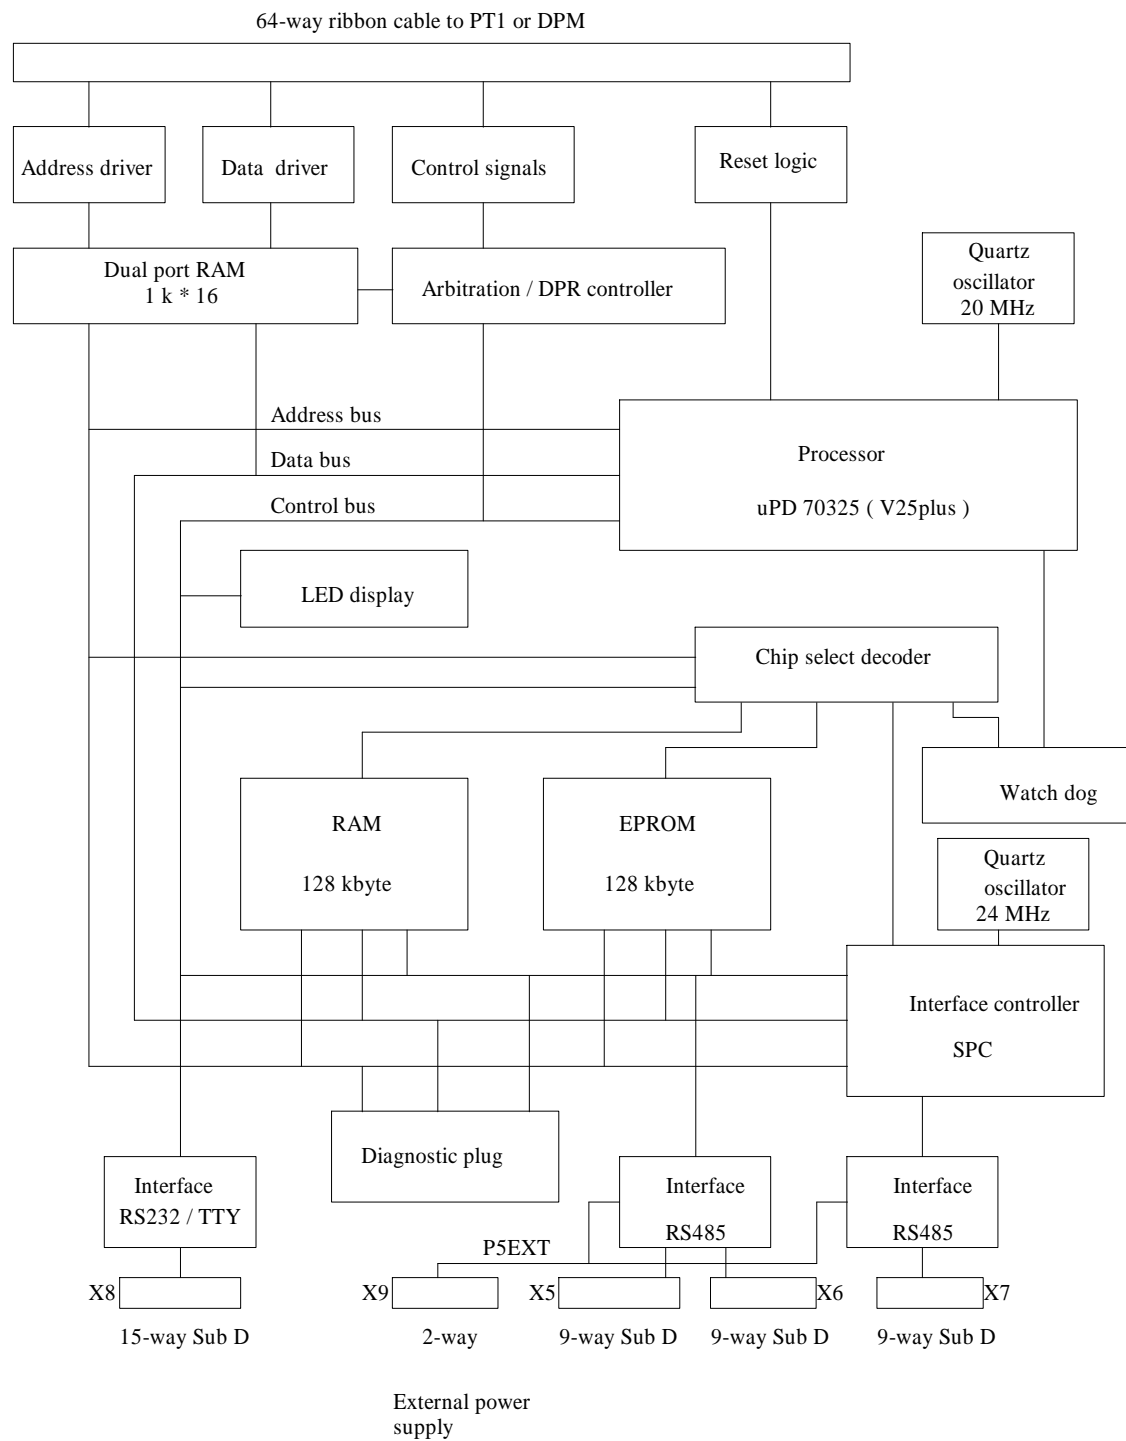 64-way ribbon cable to PT1 or DPM
Address driver
Data driver
Control signals
Reset logic
Dual port RAM
1 k * 16
Arbitration / DPR controller
Quartz
oscillator
20 MHz
Address bus
Data bus
Control bus
Processor
uPD 70325 ( V25plus )
LED display
Chip select decoder
Watch dog
RAM
128 kbyte
EPROM
128 kbyte
Quartz
oscillator
24 MHz
Interface controller
SPC
Diagnostic plug
Interface
RS232 / TTY
Interface
RS485
Interface
RS485
P5EXT
X8
X9
X5
X6
X7
15-way Sub D
2-way
9-way Sub D
9-way Sub D
9-way Sub D
External power
supply